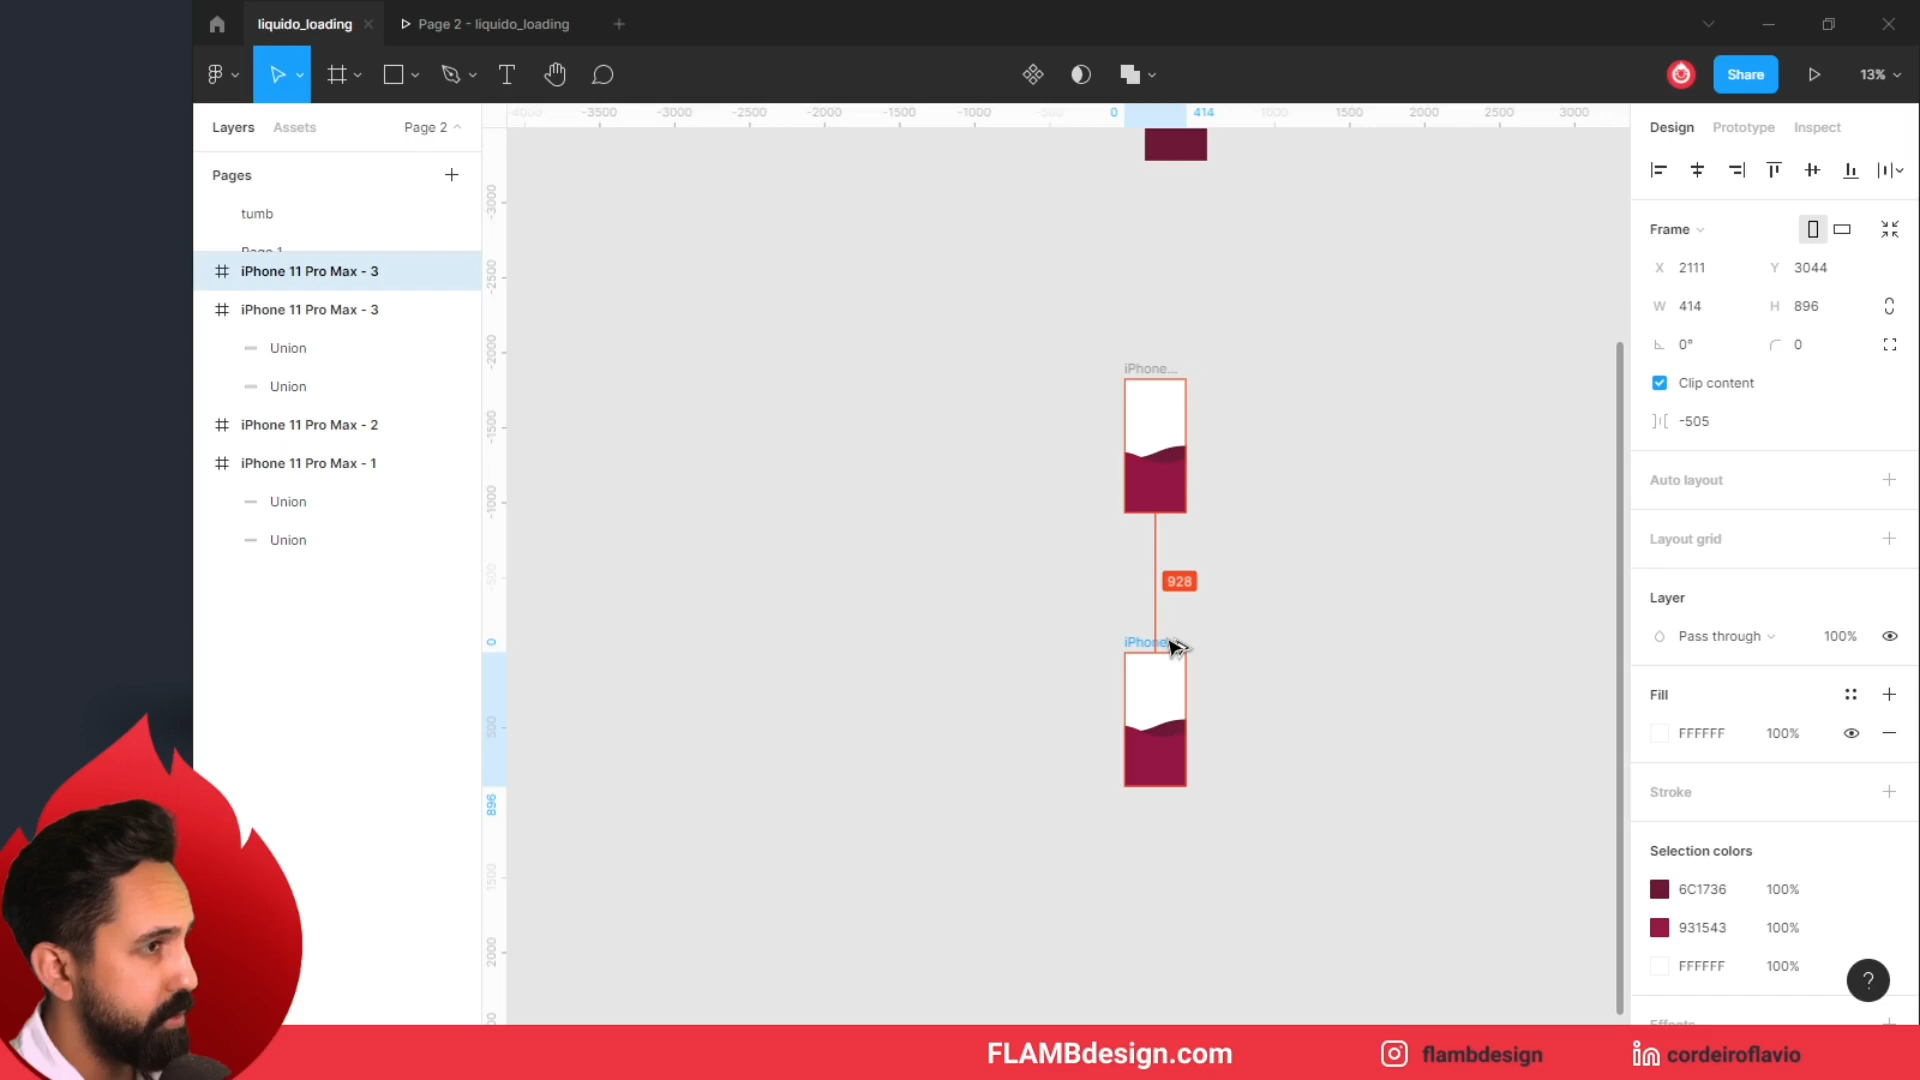 liquido_loading
Page 2 - liquido_loading
Share
13%
Layers
Assets
Page 2
Pages
tumb
Page 1
iPhone 11 Pro Max - 3
iPhone 11 Pro Max - 3
Union
Union
iPhone 11 Pro Max - 2
iPhone 11 Pro Max - 1
Union
Union
-4000 -3500 -3000 -2500 -2000 -1500 -1000 -500 0 414 1000 1500 2000 2500 3000
-3000
-2500
-2000
-1500
-1000
-500
0
500
896
1500
2000
iPhone...
928
iPhone
Design
Prototype
Inspect
Frame
X 2111
Y 3044
W 414
H 896
0°
0
Clip content
-505
Auto layout
Layout grid
Layer
Pass through
100%
Fill
FFFFFF 100%
Stroke
Selection colors
6C1736 100%
931543 100%
FFFFFF 100%
Effects
?
FLAMBdesign.com
flambdesign
in cordeiroflavio